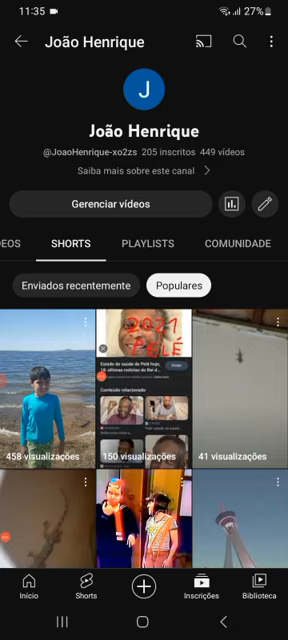 11:35
27%
João Henrique
J
João Henrique
@JoaoHenrique-xo2zs 205 inscritos 449 vídeos
Saiba mais sobre este canal
Gerenciar vídeos
EOS SHORTS PLAYLISTS COMUNIDADE
Enviados recentemente Populares
2021
PELÉ
Estado de saúde de Pelé hoje,
Conteúdo relacionado
458 visualizações 150 visualizações 41 visualizações
Início Shorts Inscrições Biblioteca